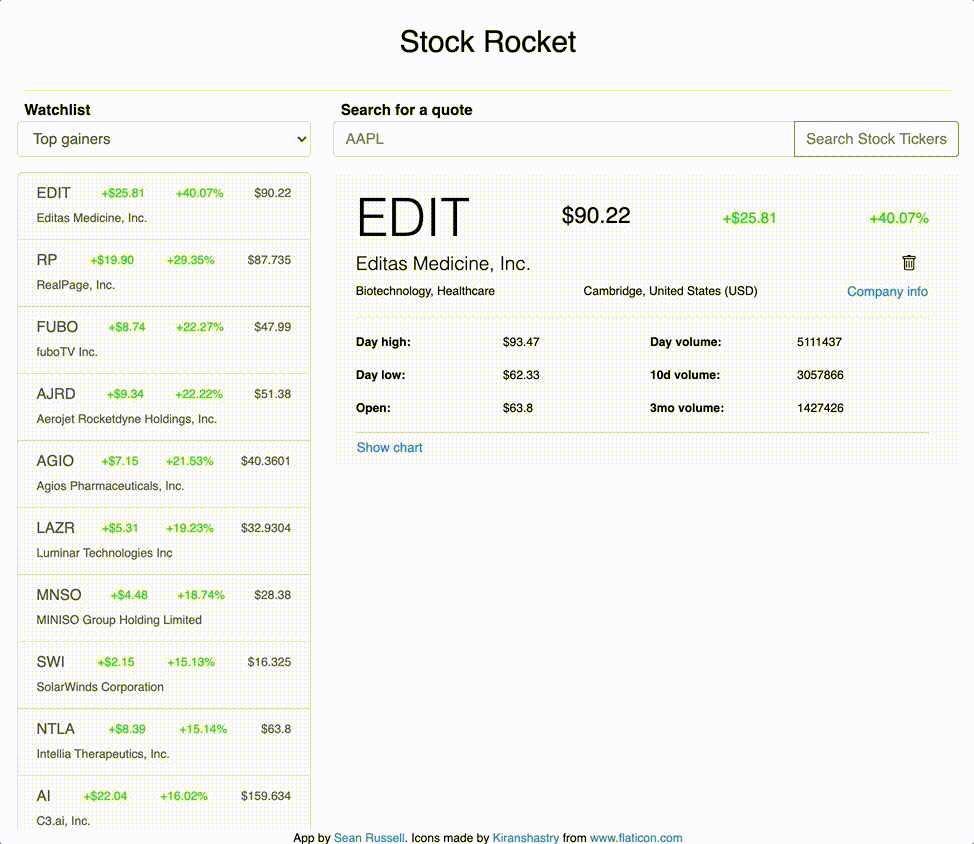 Stock Rocket
Watchlist
Top gainers
Search for a quote
AAPL
Search Stock Tickers
EDIT +$25.81 +40.07% $90.22
Editas Medicine, Inc.
RP +$19.90 +29.35% $87.735
RealPage, Inc.
FUBO +$8.74 +22.27% $47.99
fuboTV Inc.
AJRD +$9.34 +22.22% $51.38
Aerojet Rocketdyne Holdings, Inc.
AGIO +$7.15 +21.53% $40.3601
Agios Pharmaceuticals, Inc.
LAZR +$5.31 +19.23% $32.9304
Luminar Technologies Inc
MNSO +$4.48 +18.74% $28.38
MINISO Group Holding Limited
SWI +$2.15 +15.13% $16.325
SolarWinds Corporation
NTLA +$8.39 +15.14% $63.8
Intellia Therapeutics, Inc.
AI +$22.04 +16.02% $159.634
C3.ai, Inc.
EDIT $90.22 +$25.81 +40.07%
Editas Medicine, Inc.
Biotechnology, Healthcare Cambridge, United States (USD) Company info
Day high: $93.47 Day volume: 5111437
Day low: $62.33 10d volume: 3057866
Open: $63.8 3mo volume: 1427426
Show chart
App by Sean Russell. Icons made by Kiranshastry from www.flaticon.com